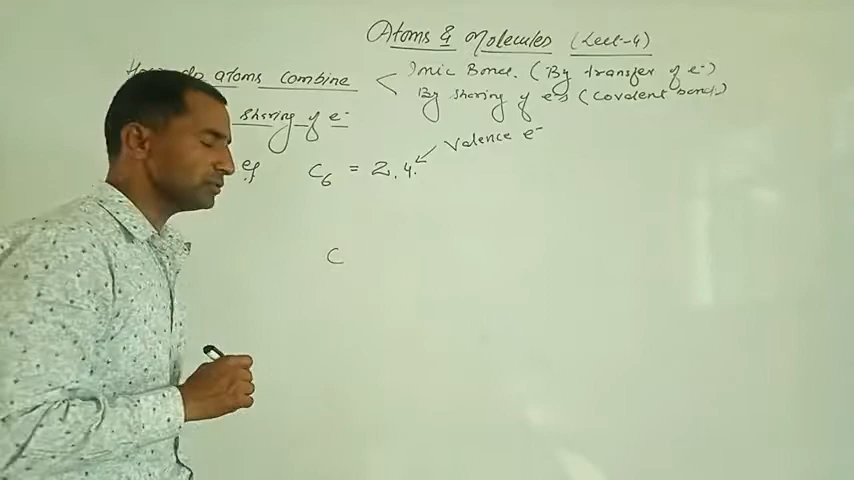 Atoms & Molecules (Lect-4)
How do atoms combine
Ionic Bond. (By transfer of e-)
By sharing of e-s (Covalent bond)
sharing of e-
C6 = 2,4.
Valence e-
C